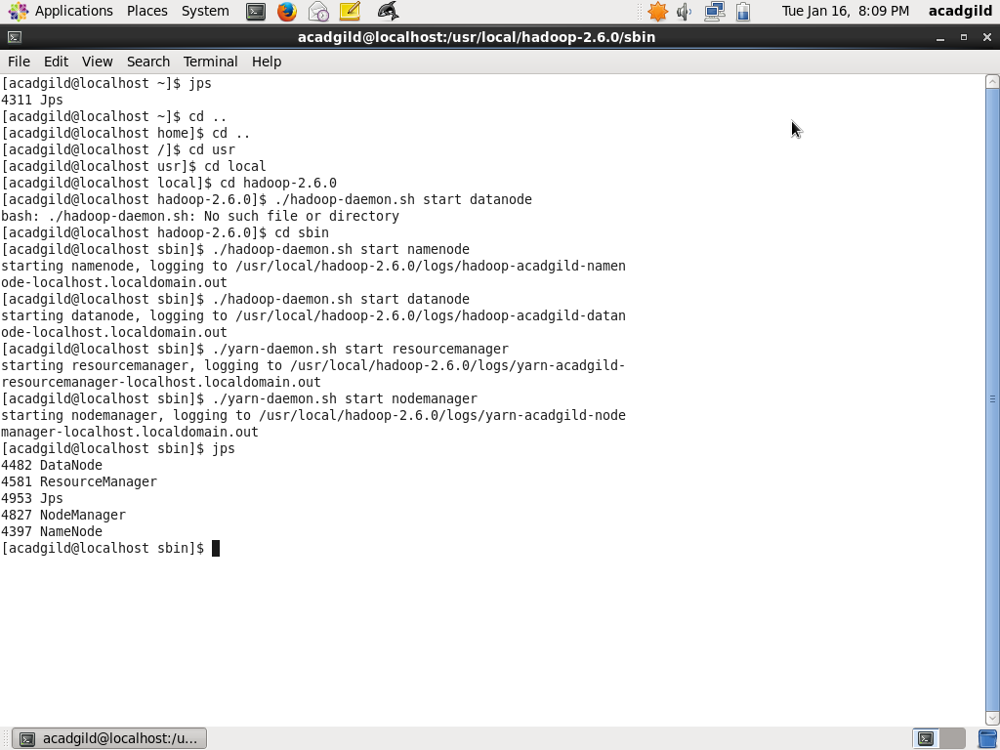 Applications Places System Tue Jan 16, 8:09 PM acadgild
acadgild@localhost:/usr/local/hadoop-2.6.0/sbin
File Edit View Search Terminal Help
[acadgild@localhost ~]$ jps
4311 Jps
[acadgild@localhost ~]$ cd ..
[acadgild@localhost home]$ cd ..
[acadgild@localhost /]$ cd usr
[acadgild@localhost usr]$ cd local
[acadgild@localhost local]$ cd hadoop-2.6.0
[acadgild@localhost hadoop-2.6.0]$ ./hadoop-daemon.sh start datanode
bash: ./hadoop-daemon.sh: No such file or directory
[acadgild@localhost hadoop-2.6.0]$ cd sbin
[acadgild@localhost sbin]$ ./hadoop-daemon.sh start namenode
starting namenode, logging to /usr/local/hadoop-2.6.0/logs/hadoop-acadgild-namen
ode-localhost.localdomain.out
[acadgild@localhost sbin]$ ./hadoop-daemon.sh start datanode
starting datanode, logging to /usr/local/hadoop-2.6.0/logs/hadoop-acadgild-datan
ode-localhost.localdomain.out
[acadgild@localhost sbin]$ ./yarn-daemon.sh start resourcemanager
starting resourcemanager, logging to /usr/local/hadoop-2.6.0/logs/yarn-acadgild-
resourcemanager-localhost.localdomain.out
[acadgild@localhost sbin]$ ./yarn-daemon.sh start nodemanager
starting nodemanager, logging to /usr/local/hadoop-2.6.0/logs/yarn-acadgild-node
manager-localhost.localdomain.out
[acadgild@localhost sbin]$ jps
4482 DataNode
4581 ResourceManager
4953 Jps
4827 NodeManager
4397 NameNode
[acadgild@localhost sbin]$
acadgild@localhost:/u...